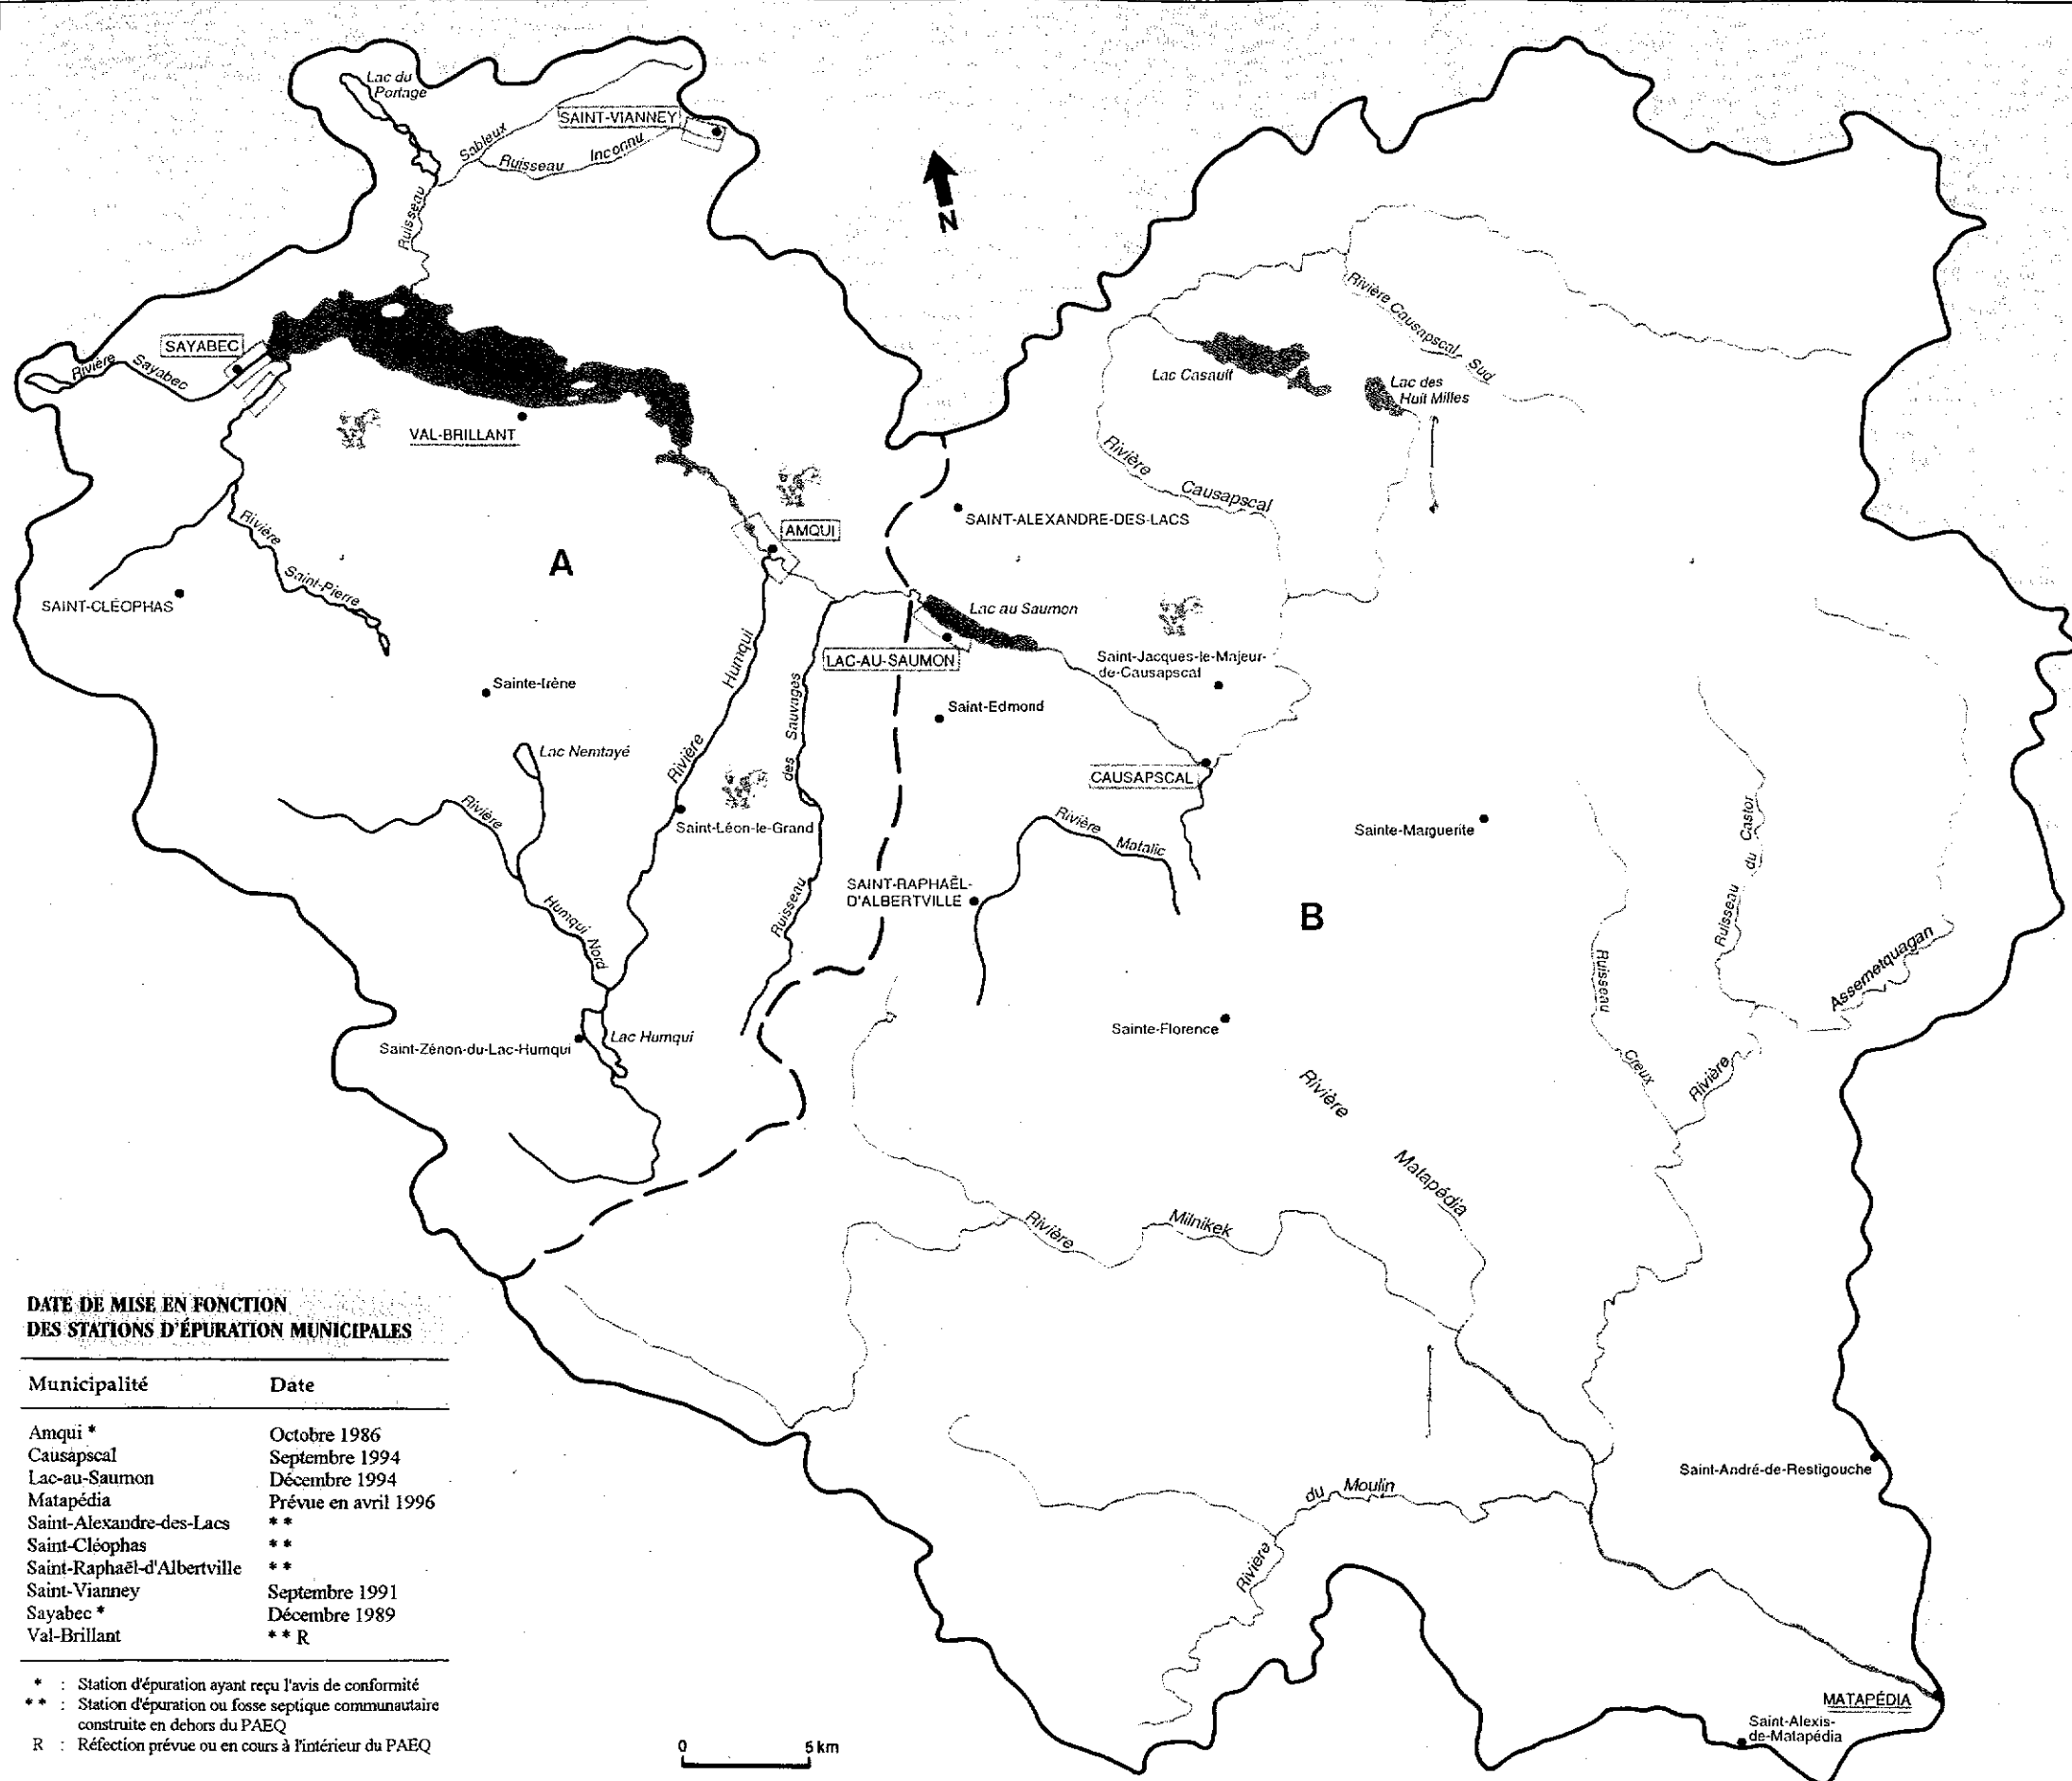 Lac du
Portage
SAINT-VIANNEY
Sableux
Ruisseau Inconnu
Ruisseau
N
Rivière Causapscal Sud
SAYABEC
Rivière Sayabec
Lac Casault
Lac des
Huit Milles
VAL-BRILLANT
Rivière Causapscal
SAINT-ALEXANDRE-DES-LACS
AMQUI
A
Rivière Saint-Pierre
SAINT-CLÉOPHAS
Lac au Saumon
LAC-AU-SAUMON
Saint-Jacques-le-Majeur-
de-Causapscal
Sainte-Irène
Saint-Edmond
Rivière Humqui
Ruisseau des Sauvages
Lac Nemtayé
CAUSAPSCAL
Rivière Humqui Nord
Saint-Léon-le-Grand
Rivière Matalic
Sainte-Marguerite
SAINT-RAPHAËL-
D'ALBERTVILLE
B
Ruisseau du Castor
Rivière Assemetquagan
Ruisseau Creux
Sainte-Florence
Saint-Zénon-du-Lac-Humqui
Lac Humqui
Rivière Matapédia
Rivière Milnikek
Rivière du Moulin
Saint-André-de-Restigouche
MATAPÉDIA
Saint-Alexis-
de-Matapédia
DATE DE MISE EN FONCTION
DES STATIONS D'ÉPURATION MUNICIPALES
Municipalité Date
Amqui * Octobre 1986
Causapscal Septembre 1994
Lac-au-Saumon Décembre 1994
Matapédia Prévue en avril 1996
Saint-Alexandre-des-Lacs * *
Saint-Cléophas * *
Saint-Raphaël-d'Albertville * *
Saint-Vianney Septembre 1991
Sayabec * Décembre 1989
Val-Brillant * * R
* : Station d'épuration ayant reçu l'avis de conformité
* * : Station d'épuration ou fosse septique communautaire
construite en dehors du PAEQ
R : Réfection prévue ou en cours à l'intérieur du PAEQ
0 5 km